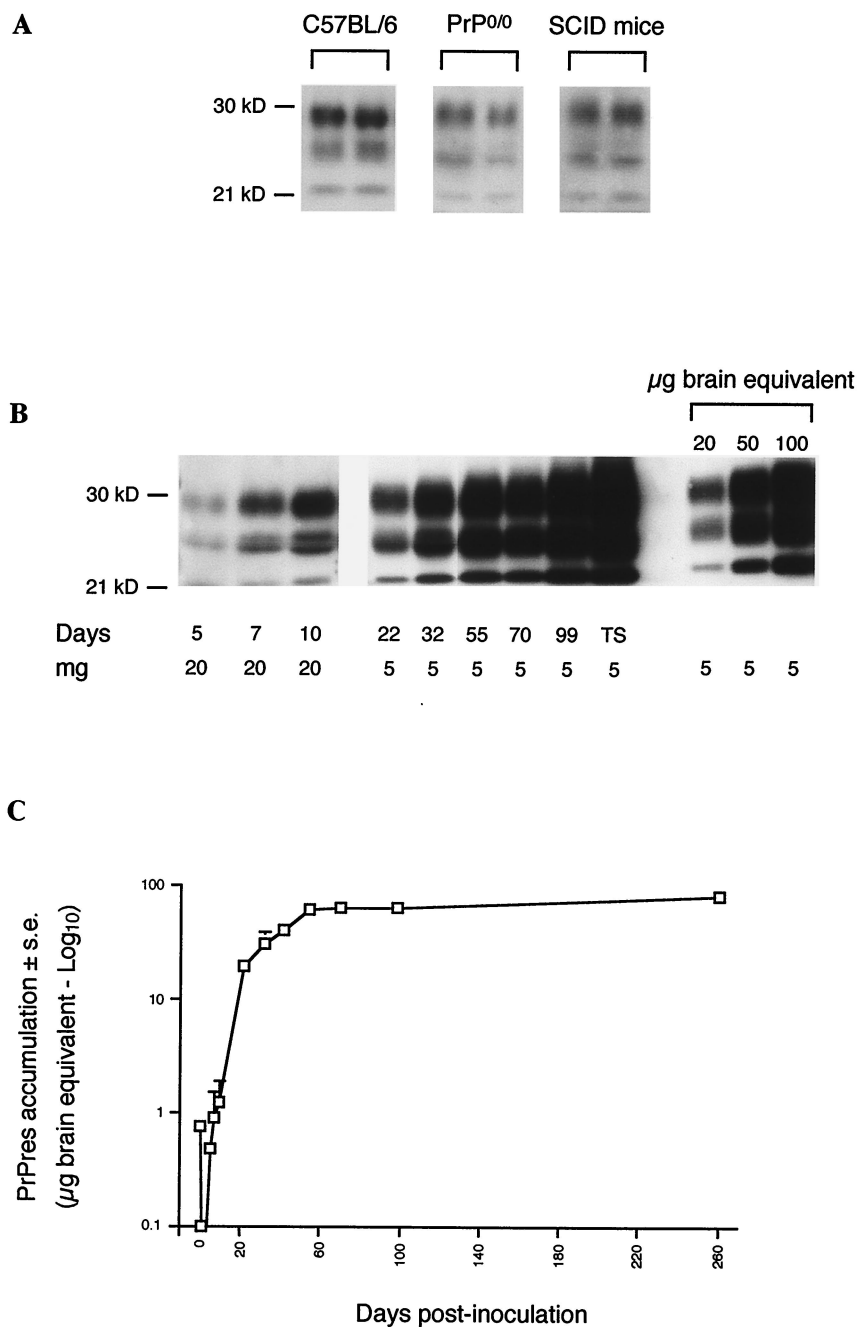 A
C57BL/6 PrP0/0 SCID mice
30 kD
21 kD
µg brain equivalent
B
20 50 100
30 kD
21 kD
Days 5 7 10 22 32 55 70 99 TS
mg 20 20 20 5 5 5 5 5 5 5 5 5
C
PrPres accumulation ± s.e.
(µg brain equivalent - Log10)
100
10
1
0.1
0 20 60 100 140 180 220 260
Days post-inoculation